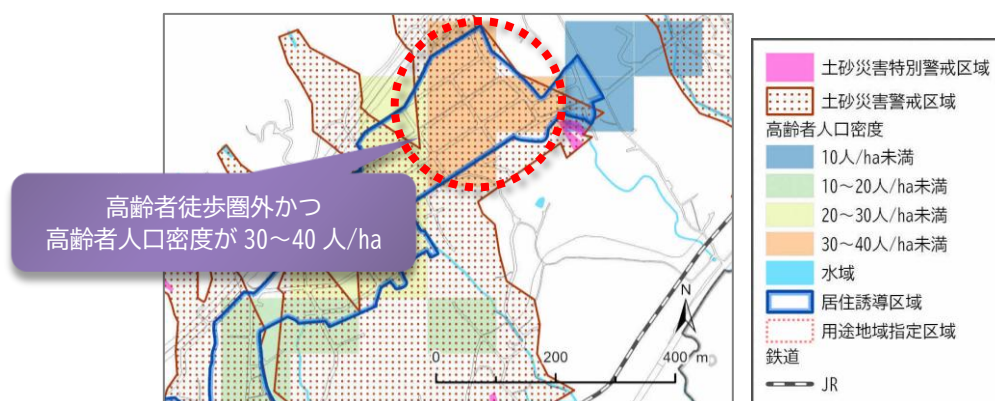 高齢者徒歩圏外かつ
高齢者人口密度が 30～40 人/ha
N
0 200 400 m
土砂災害特別警戒区域
土砂災害警戒区域
高齢者人口密度
10人/ha未満
10～20人/ha未満
20～30人/ha未満
30～40人/ha未満
水域
居住誘導区域
用途地域指定区域
鉄道
JR